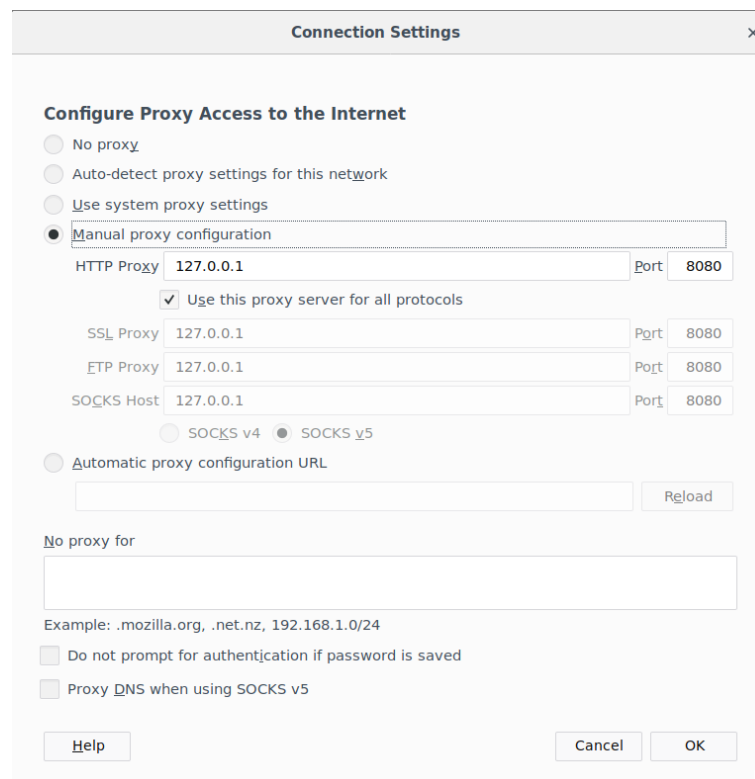 Connection Settings
Configure Proxy Access to the Internet
No proxy
Auto-detect proxy settings for this network
Use system proxy settings
Manual proxy configuration
HTTP Proxy 127.0.0.1 Port 8080
Use this proxy server for all protocols
SSL Proxy 127.0.0.1 Port 8080
FTP Proxy 127.0.0.1 Port 8080
SOCKS Host 127.0.0.1 Port 8080
SOCKS v4 SOCKS v5
Automatic proxy configuration URL
Reload
No proxy for
Example: .mozilla.org, .net.nz, 192.168.1.0/24
Do not prompt for authentication if password is saved
Proxy DNS when using SOCKS v5
Help Cancel OK